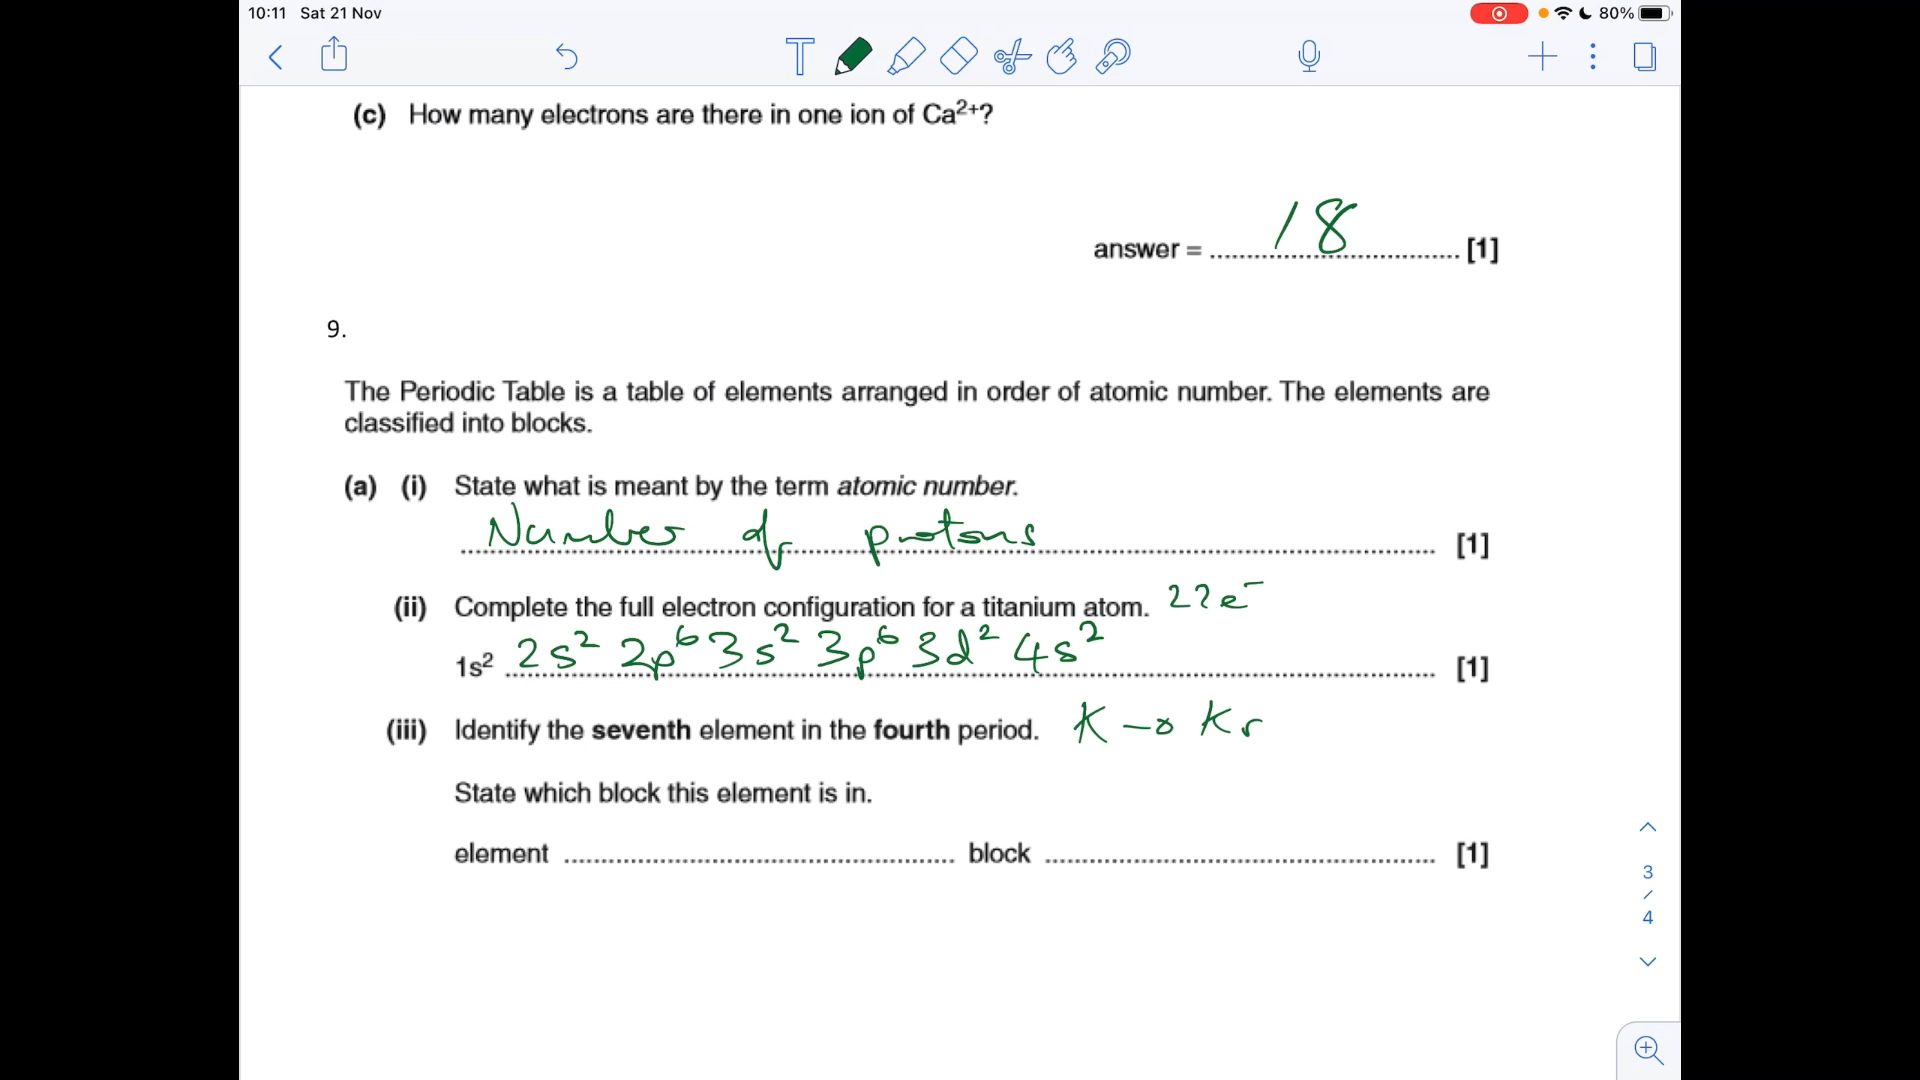 10:11 Sat 21 Nov 80%
T
(c) How many electrons are there in one ion of Ca²⁺?
18
answer = ........................................ [1]
9.
The Periodic Table is a table of elements arranged in order of atomic number. The elements are
classified into blocks.
(a) (i) State what is meant by the term atomic number.
Number of protons [1]
(ii) Complete the full electron configuration for a titanium atom. 22e⁻
1s² 2s² 2p⁶ 3s² 3p⁶ 3d² 4s² [1]
(iii) Identify the seventh element in the fourth period. K → Kr
State which block this element is in.
element ........................................ block ........................................ [1]
3
/
4